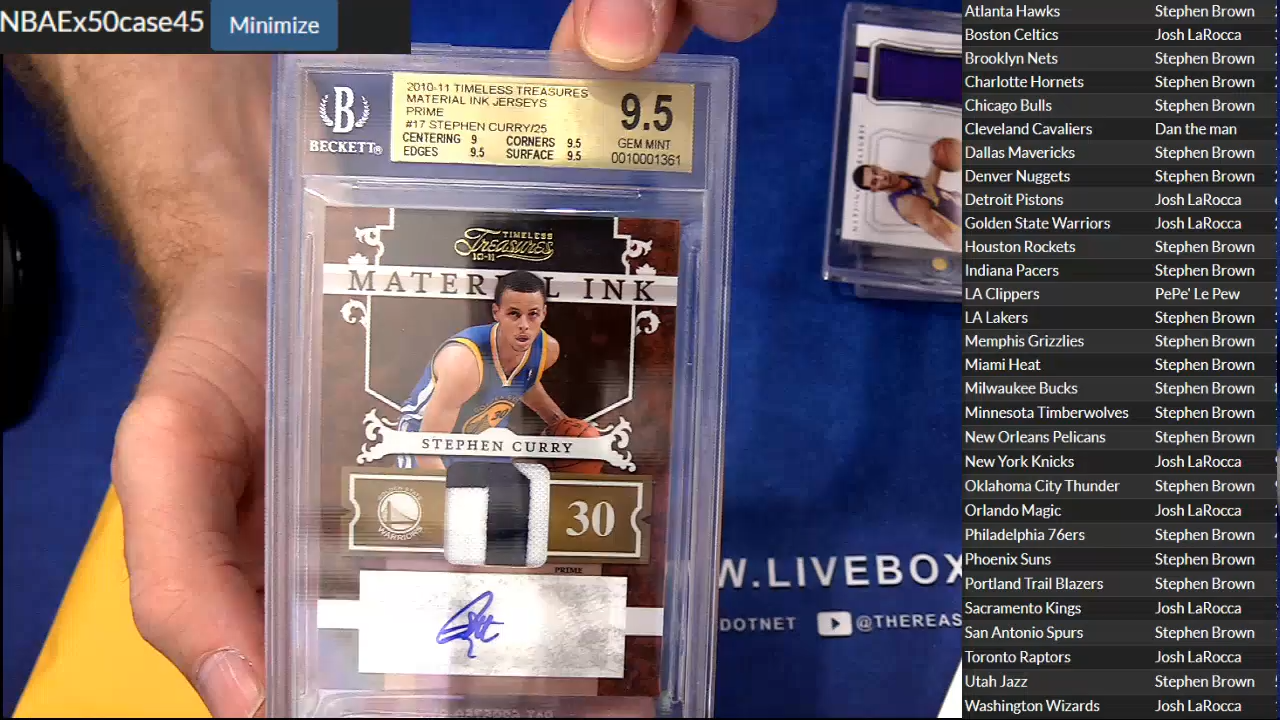 NBAEx50case45 Minimize
2010-11 TIMELESS TREASURES
MATERIAL INK JERSEYS
PRIME
#17 STEPHEN CURRY/25
CENTERING 9 CORNERS 9.5
EDGES 9.5 SURFACE 9.5
9.5
GEM MINT
0010001361
B
BECKETT®
TIMELESS
Treasures
10-11
MATERIAL INK
STEPHEN CURRY
GOLDEN STATE
WARRIORS
30
PRIME
W.LIVEBOX
DOTNET @THEREAS
Atlanta Hawks Stephen Brown
Boston Celtics Josh LaRocca
Brooklyn Nets Stephen Brown
Charlotte Hornets Stephen Brown
Chicago Bulls Stephen Brown
Cleveland Cavaliers Dan the man
Dallas Mavericks Stephen Brown
Denver Nuggets Stephen Brown
Detroit Pistons Josh LaRocca
Golden State Warriors Josh LaRocca
Houston Rockets Stephen Brown
Indiana Pacers Stephen Brown
LA Clippers PePe' Le Pew
LA Lakers Stephen Brown
Memphis Grizzlies Stephen Brown
Miami Heat Stephen Brown
Milwaukee Bucks Stephen Brown
Minnesota Timberwolves Stephen Brown
New Orleans Pelicans Stephen Brown
New York Knicks Josh LaRocca
Oklahoma City Thunder Stephen Brown
Orlando Magic Josh LaRocca
Philadelphia 76ers Stephen Brown
Phoenix Suns Stephen Brown
Portland Trail Blazers Stephen Brown
Sacramento Kings Josh LaRocca
San Antonio Spurs Stephen Brown
Toronto Raptors Josh LaRocca
Utah Jazz Stephen Brown
Washington Wizards Josh LaRocca